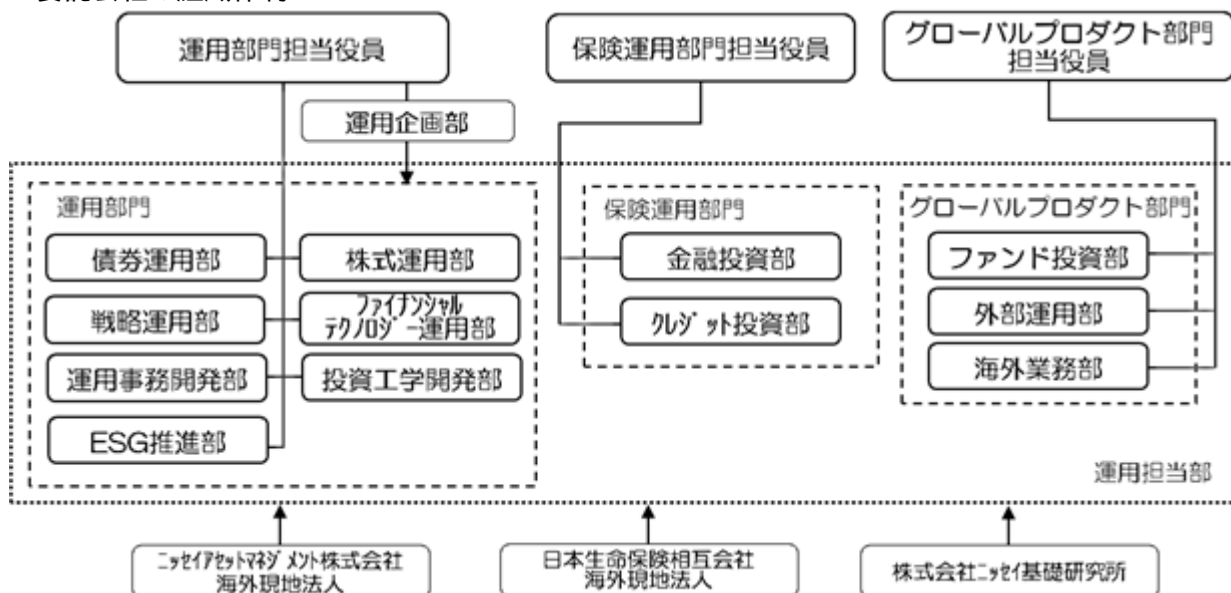 運用部門担当役員
保険運用部門担当役員
グローバルプロダクト部門
担当役員
運用企画部
運用部門
債券運用部
株式運用部
戦略運用部
ファイナンシャル
テクノロジー運用部
運用事務開発部
投資工学開発部
ESG推進部
保険運用部門
金融投資部
クレジット投資部
グローバルプロダクト部門
ファンド投資部
外部運用部
海外業務部
運用担当部
ニッセイアセットマネジメント株式会社
海外現地法人
日本生命保険相互会社
海外現地法人
株式会社ニッセイ基礎研究所